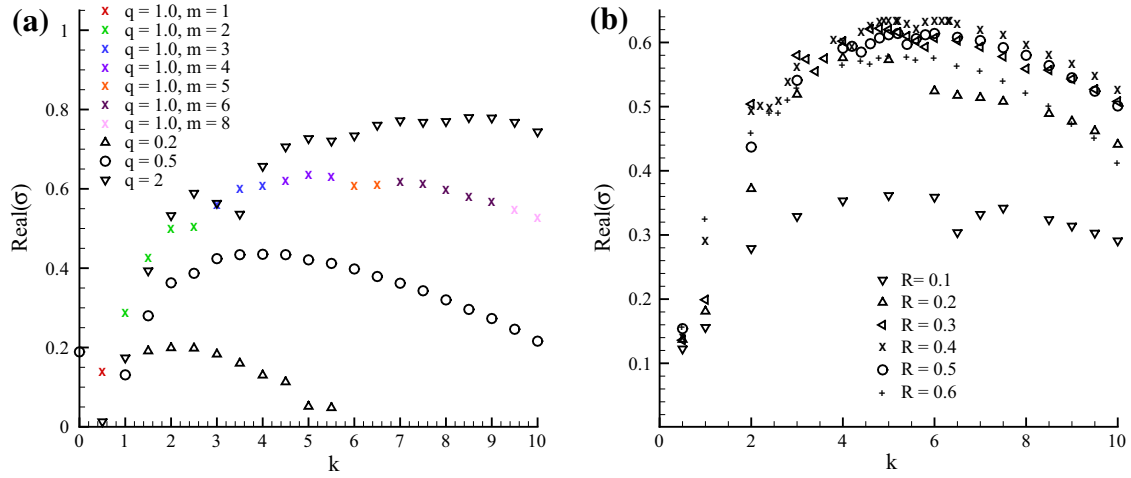 (a)
1
0.8
0.6
0.4
0.2
0
Real(σ)
q = 1.0, m = 1
q = 1.0, m = 2
q = 1.0, m = 3
q = 1.0, m = 4
q = 1.0, m = 5
q = 1.0, m = 6
q = 1.0, m = 8
q = 0.2
q = 0.5
q = 2
0 1 2 3 4 5 6 7 8 9 10
k
(b)
0.6
0.5
0.4
0.3
0.2
0.1
Real(σ)
R= 0.1
R = 0.2
R = 0.3
R = 0.4
R = 0.5
R = 0.6
0 2 4 6 8 10
k